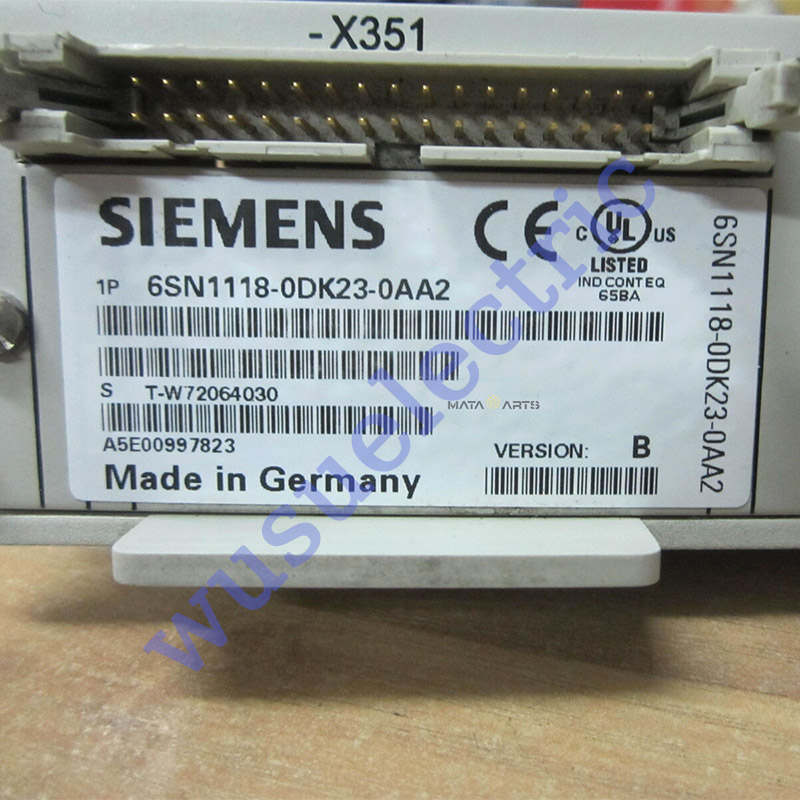 -X351
SIEMENS
CE
C UL US
LISTED
IND CONT EQ
65BA
1P 6SN1118-0DK23-0AA2
S T-W72064030
A5E00997823
Made in Germany
VERSION: B
6SN1118-0DK23-0AA2
MATA ARTS
wusuelectric